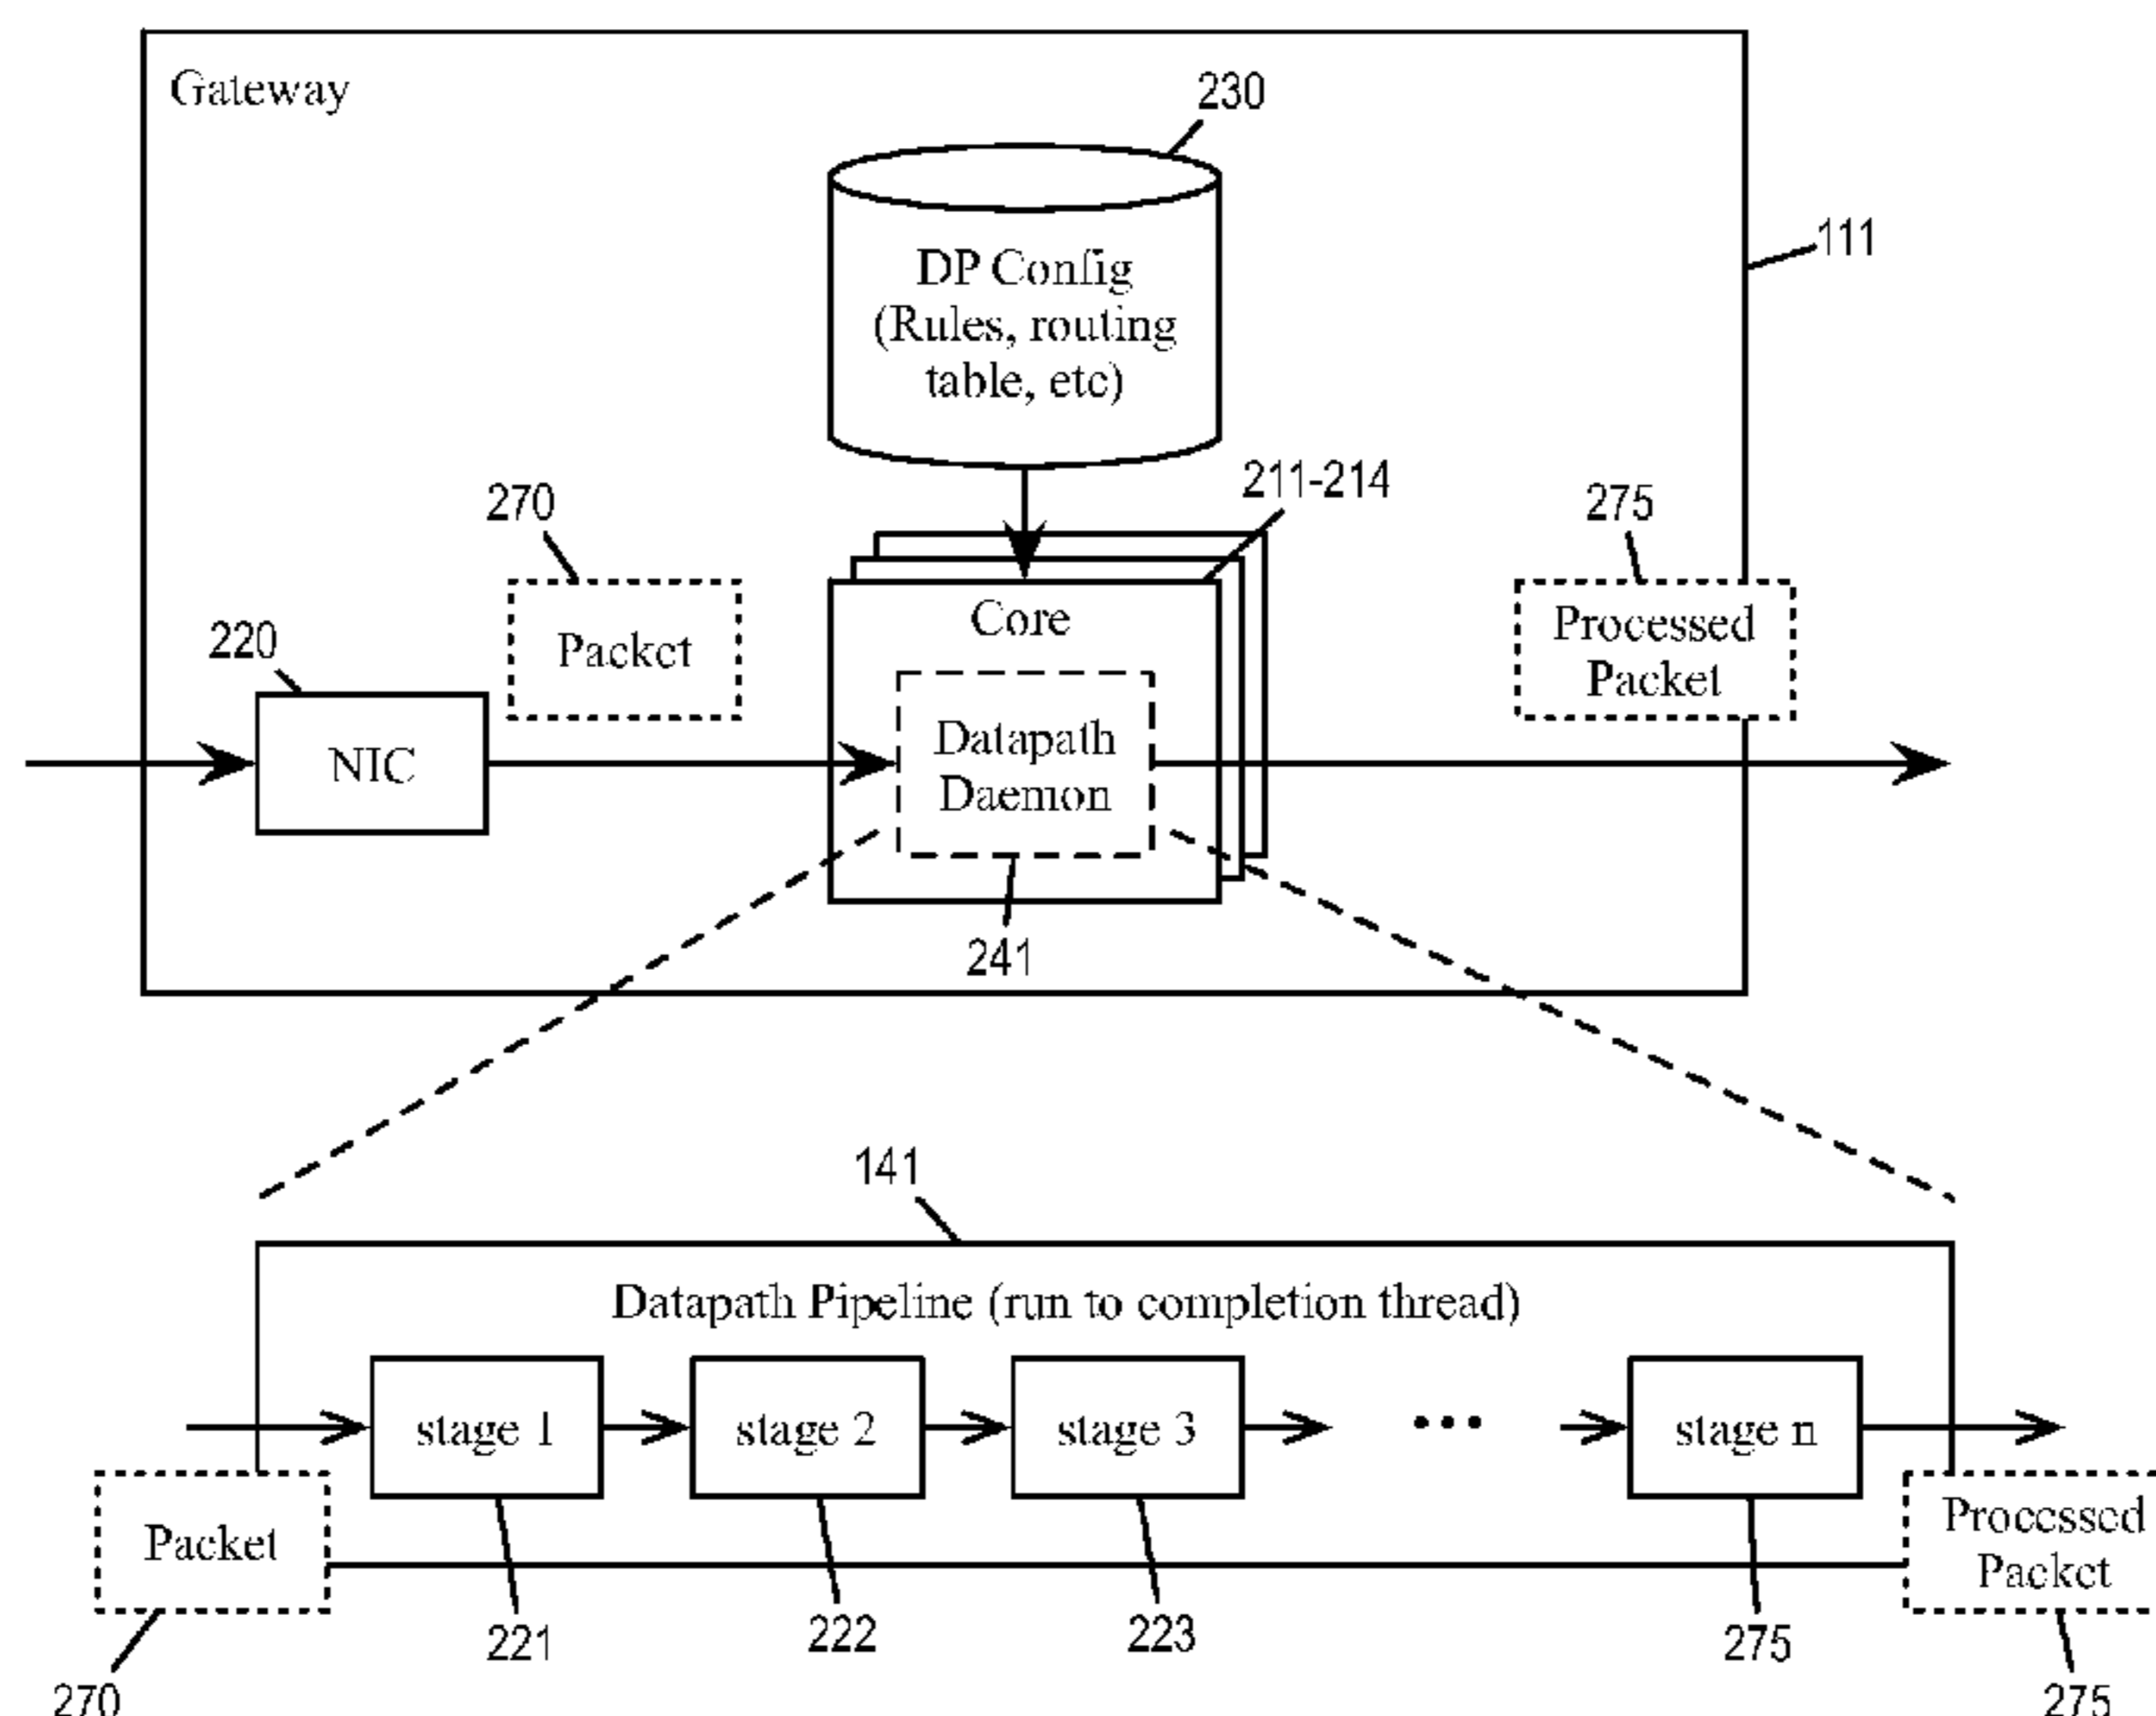 Gateway
230
DP Config
(Rules, routing
table, etc)
111
211-214
270
275
Packet
Core
Processed
Packet
220
NIC
Datapath
Daemon
241
141
Datapath Pipeline (run to completion thread)
stage 1
stage 2
stage 3
•••
stage n
Packet
Processed
Packet
221
222
223
275
270
275